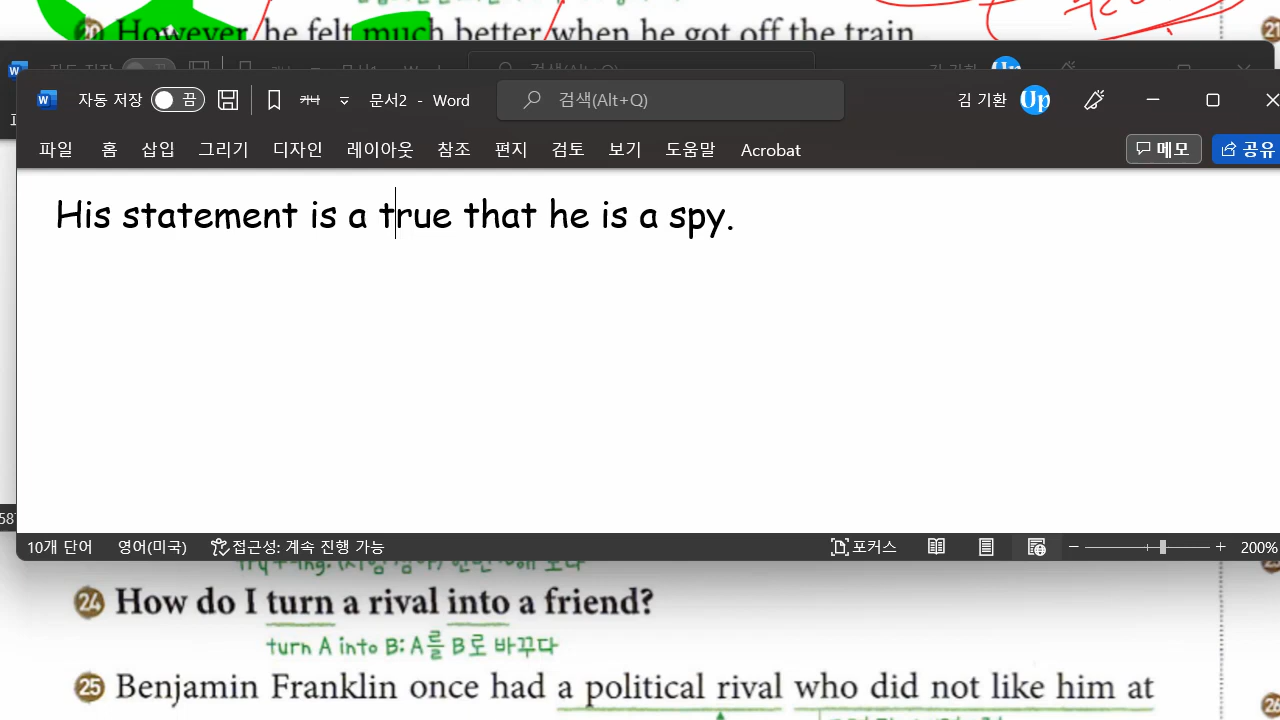 20 However, he felt much better when he got off the train
21
자동 저장 끔 문서2 - Word 검색(Alt+Q) 김 기환 Up
파일 홈 삽입 그리기 디자인 레이아웃 참조 편지 검토 보기 도움말 Acrobat 메모 공유
His statement is a true that he is a spy.
58
10개 단어 영어(미국) 접근성: 계속 진행 가능 포커스 200%
24 How do I turn a rival into a friend?
turn A into B: A를 B로 바꾸다
25 Benjamin Franklin once had a political rival who did not like him at